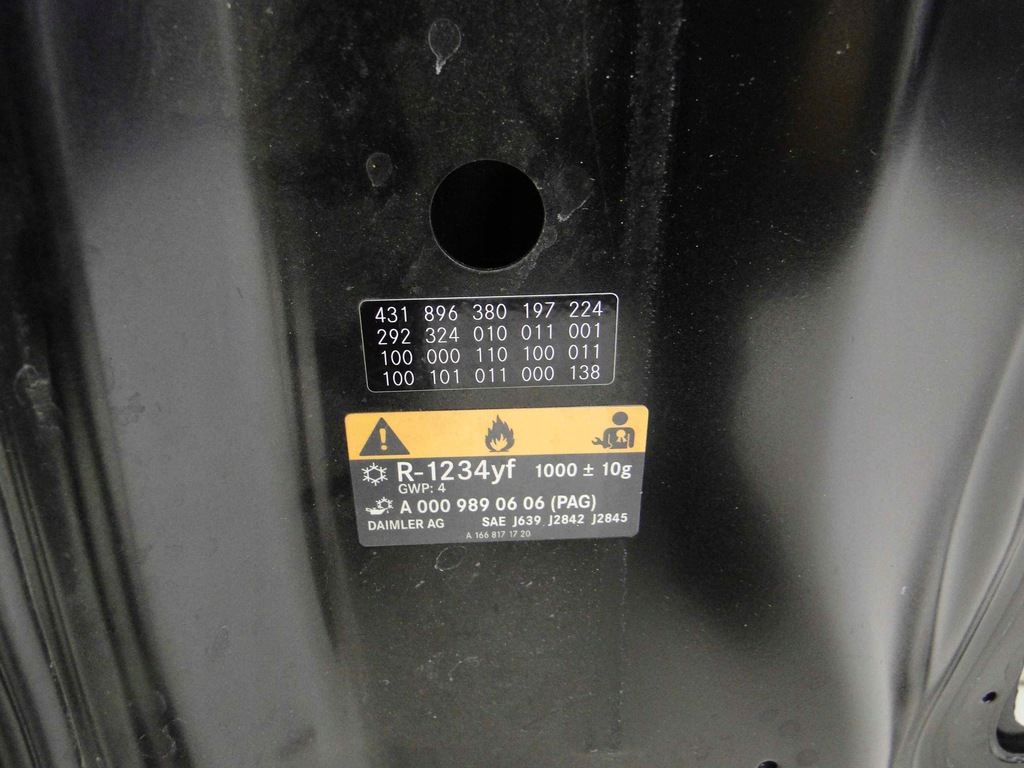 431 896 380 197 224
292 324 010 011 001
100 000 110 100 011
100 101 011 000 138
R-1234yf 1000 ± 10g
GWP: 4
A 000 989 06 06 (PAG)
DAIMLER AG SAE J639 J2842 J2845
A 166 817 17 20